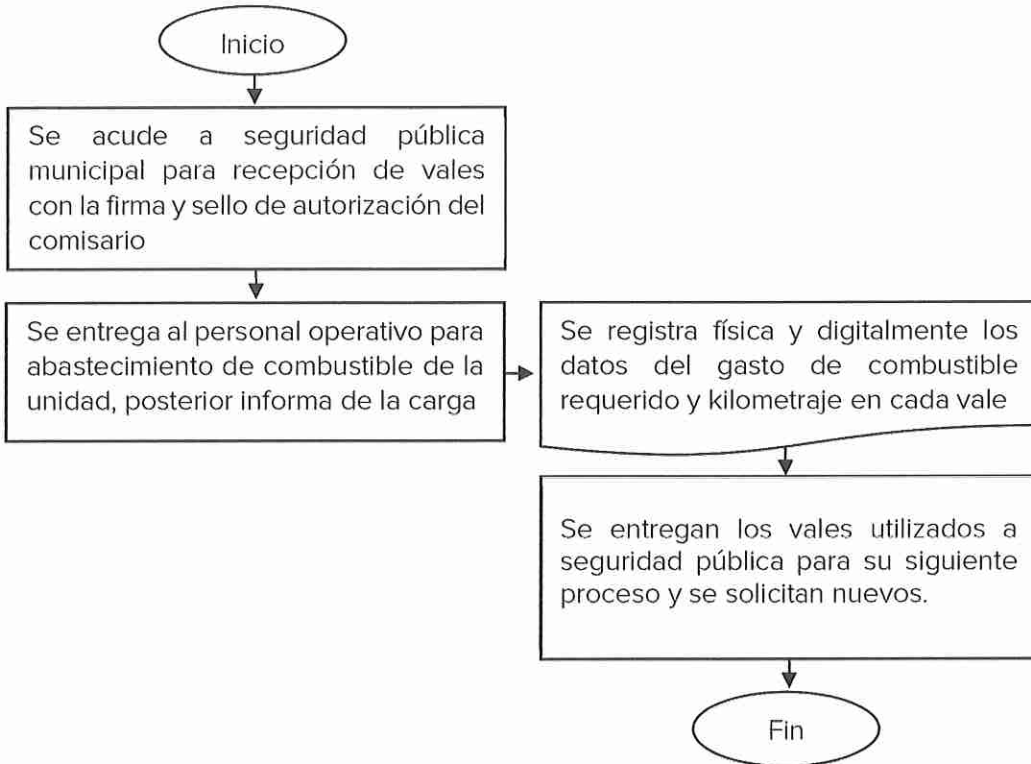 Inicio
Se acude a seguridad pública
municipal para recepción de vales
con la firma y sello de autorización del
comisario
Se entrega al personal operativo para
abastecimiento de combustible de la
unidad, posterior informa de la carga
Se registra física y digitalmente los
datos del gasto de combustible
requerido y kilometraje en cada vale
Se entregan los vales utilizados a
seguridad pública para su siguiente
proceso y se solicitan nuevos.
Fin